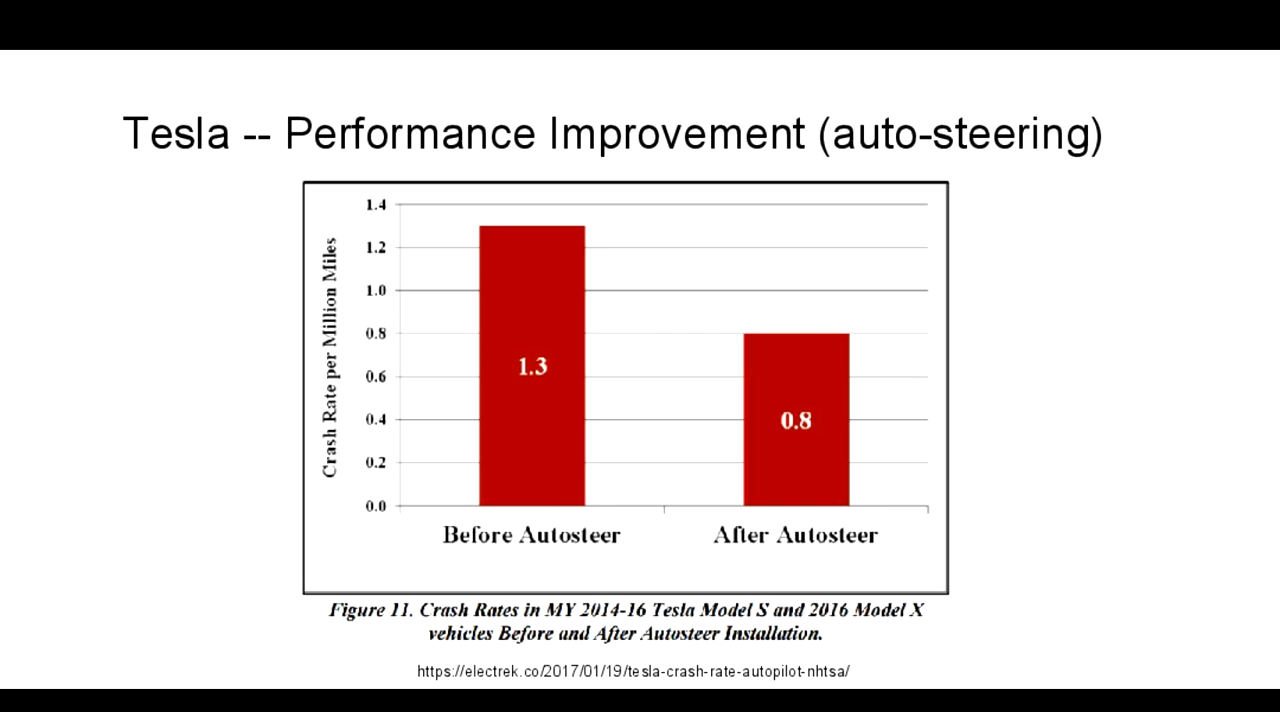 Tesla -- Performance Improvement (auto-steering)
Crash Rate per Million Miles
1.4
1.2
1.0
0.8
0.6
0.4
0.2
0.0
1.3
0.8
Before Autosteer
After Autosteer
Figure 11. Crash Rates in MY 2014-16 Tesla Model S and 2016 Model X
vehicles Before and After Autosteer Installation.
https://electrek.co/2017/01/19/tesla-crash-rate-autopilot-nhtsa/